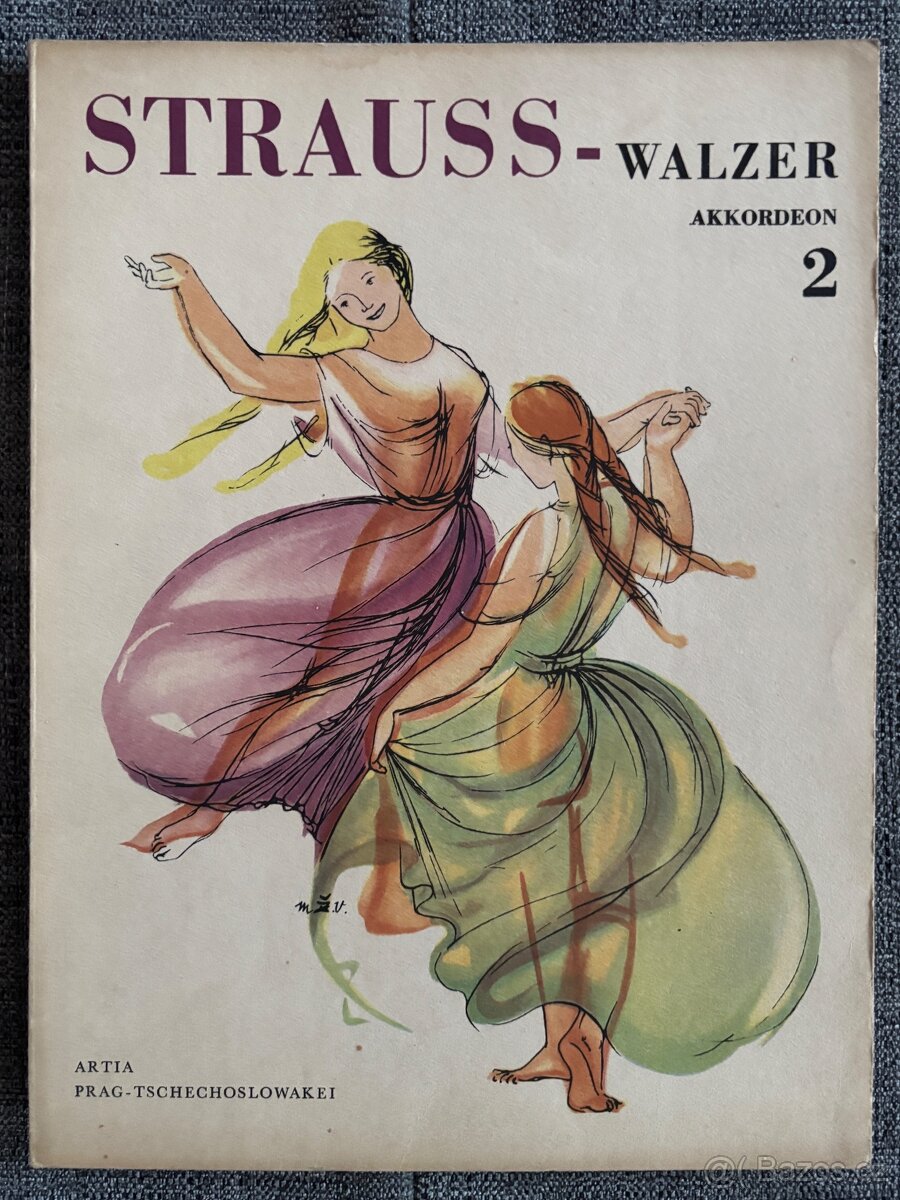 STRAUSS-WALZER
AKKORDEON
2
M.Ž.V.
ARTIA
PRAG-TSCHECHOSLOWAKEI